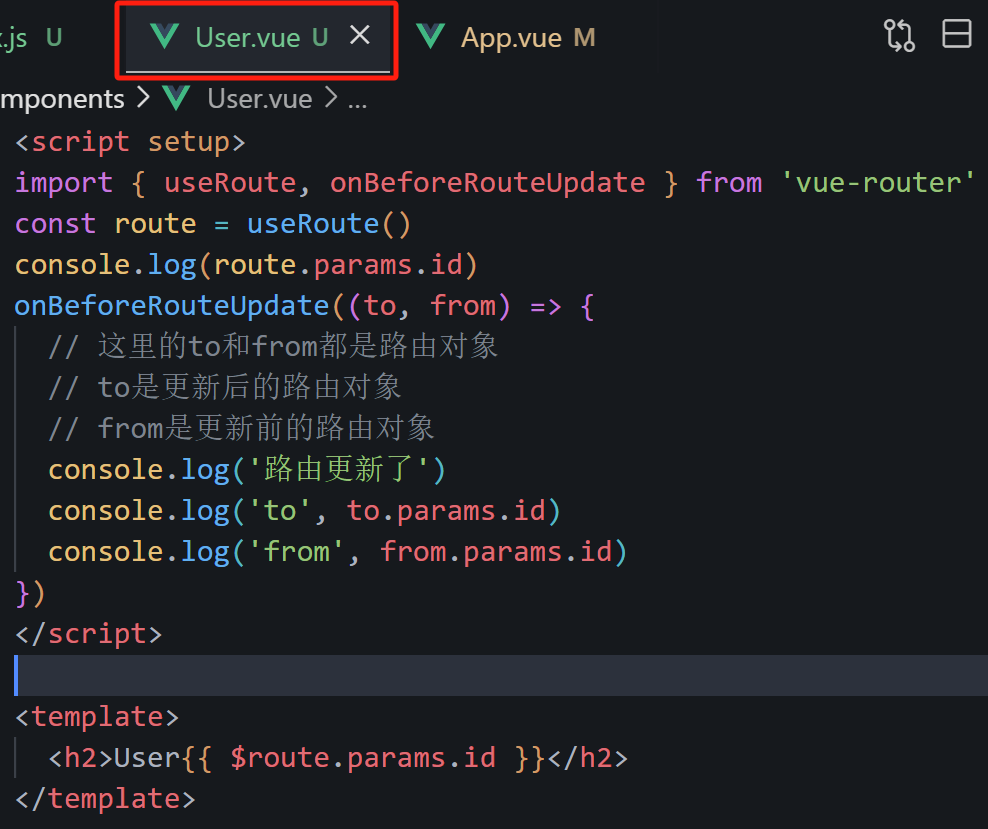 .js U User.vue U App.vue M
mponents > User.vue > ...
<script setup>
import { useRoute, onBeforeRouteUpdate } from 'vue-router'
const route = useRoute()
console.log(route.params.id)
onBeforeRouteUpdate((to, from) => {
  // 这里的to和from都是路由对象
  // to是更新后的路由对象
  // from是更新前的路由对象
  console.log('路由更新了')
  console.log('to', to.params.id)
  console.log('from', from.params.id)
})
</script>
<template>
  <h2>User{{ $route.params.id }}</h2>
</template>